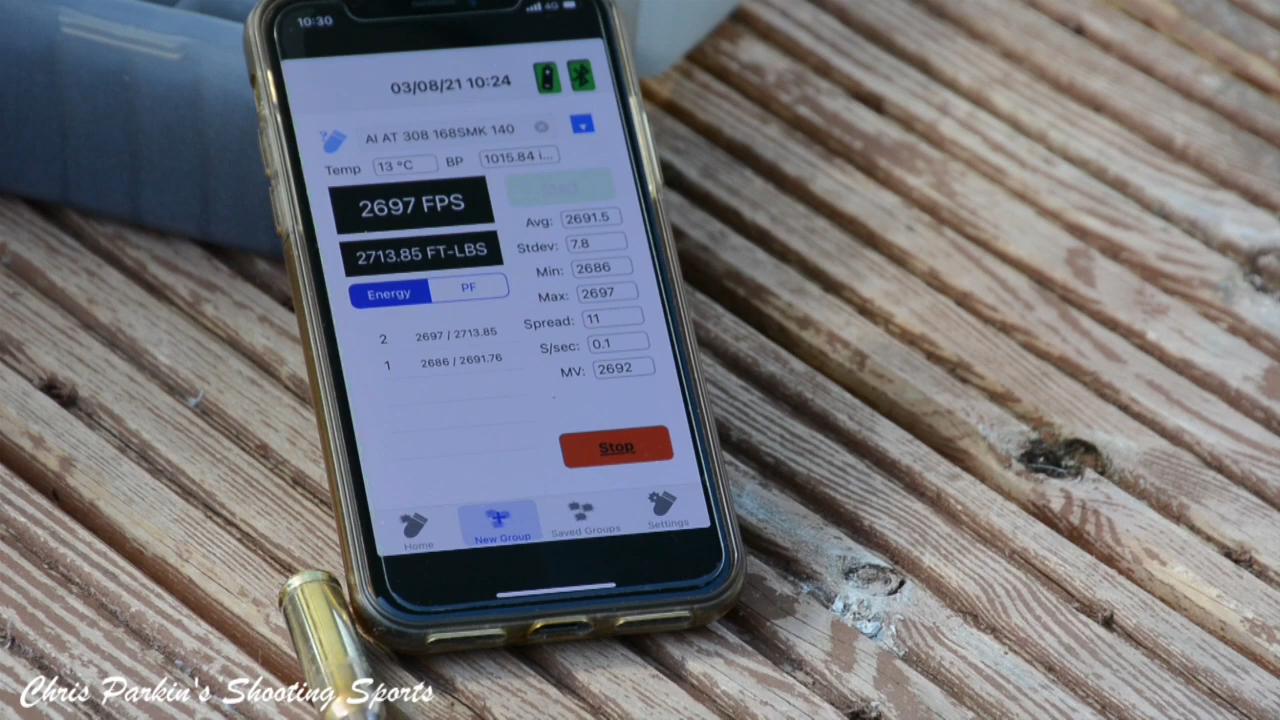 10:30 4G
03/08/21 10:24
AI AT 308 168SMK 140
Temp 13 °C BP 1015.84 i...
2697 FPS
2713.85 FT-LBS
Energy PF
2 2697 / 2713.85
1 2686 / 2691.76
Avg: 2691.5
Stdev: 7.8
Min: 2686
Max: 2697
Spread: 11
S/sec: 0.1
MV: 2692
Stop
Home New Group Saved Groups Settings
Chris Parkin's Shooting Sports